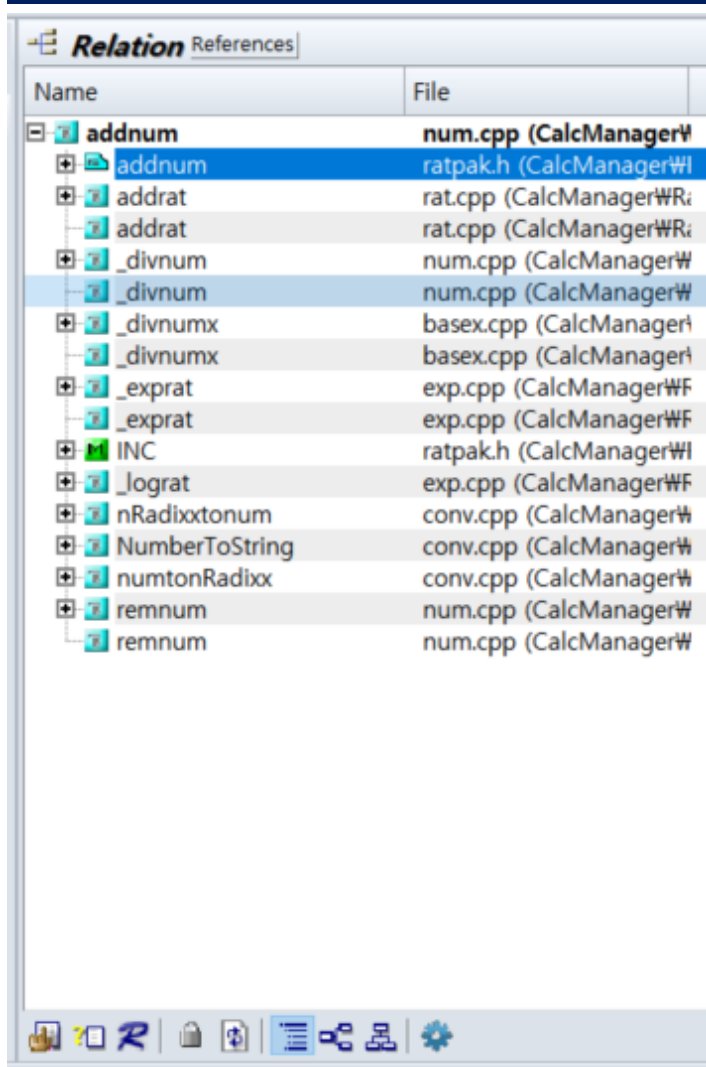 Relation References
Name File
addnum num.cpp (CalcManager₩
addnum ratpak.h (CalcManager₩
addrat rat.cpp (CalcManager₩Ra
addrat rat.cpp (CalcManager₩Ra
_divnum num.cpp (CalcManager₩
_divnum num.cpp (CalcManager₩
_divnumx basex.cpp (CalcManager
_divnumx basex.cpp (CalcManager
_exprat exp.cpp (CalcManager₩R
_exprat exp.cpp (CalcManager₩R
INC ratpak.h (CalcManager₩
_lograt exp.cpp (CalcManager₩R
nRadixxtonum conv.cpp (CalcManager₩
NumberToString conv.cpp (CalcManager₩
numtonRadixx conv.cpp (CalcManager₩
remnum num.cpp (CalcManager₩
remnum num.cpp (CalcManager₩